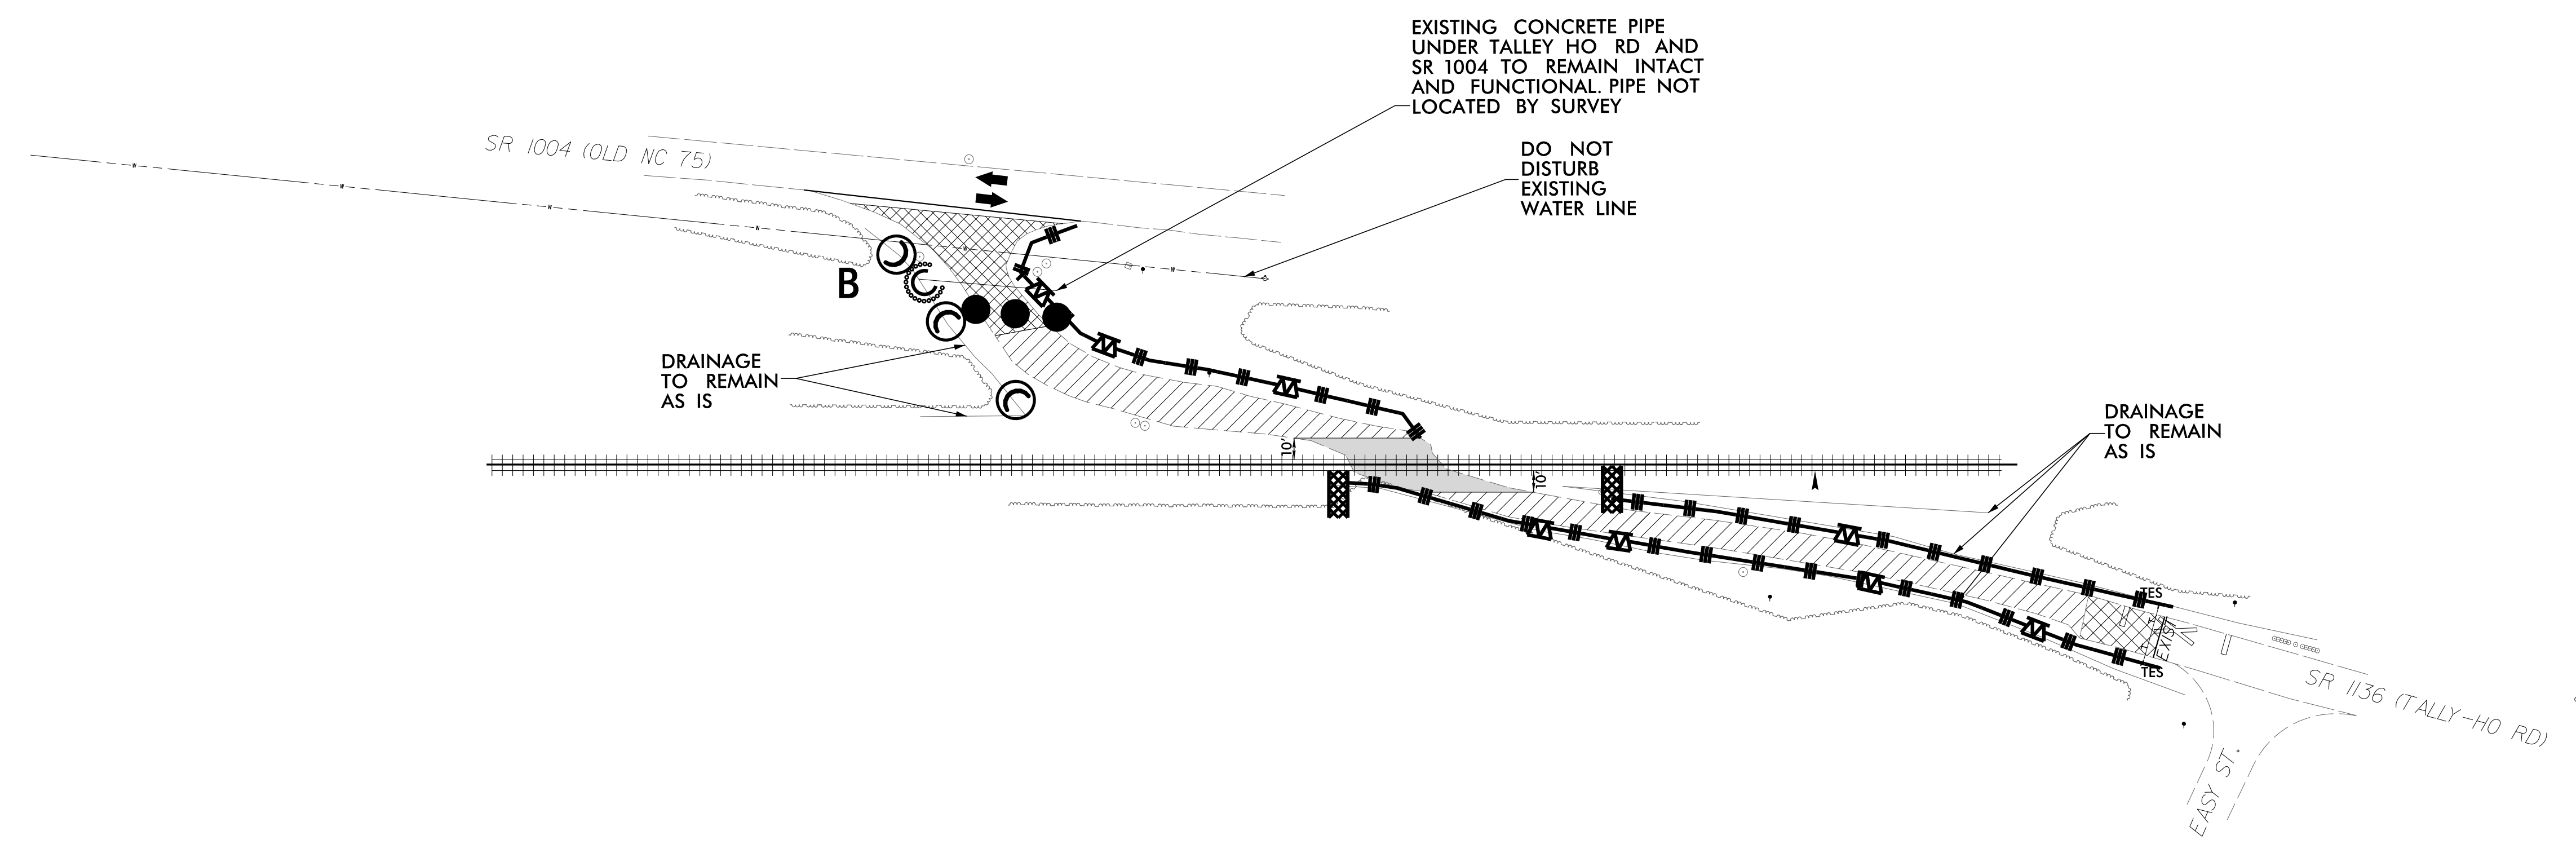 EXISTING CONCRETE PIPE
UNDER TALLEY HO RD AND
SR 1004 TO REMAIN INTACT
AND FUNCTIONAL. PIPE NOT
LOCATED BY SURVEY
DO NOT
DISTURB
EXISTING
WATER LINE
SR 1004 (OLD NC 75)
W
W
W
W
W
W
B
DRAINAGE
TO REMAIN
AS IS
10'
10'
DRAINAGE
TO REMAIN
AS IS
TES
EXIST
TES
SR 1136 (TALLY-HO RD)
EASY ST.